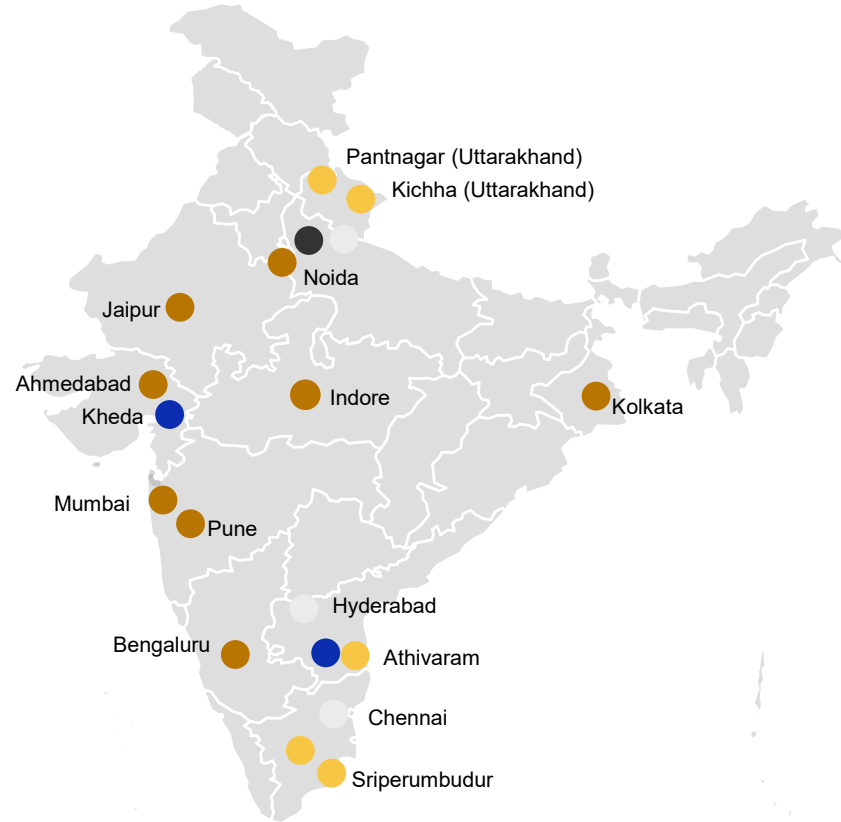 Pantnagar (Uttarakhand)
Kichha (Uttarakhand)
Noida
Jaipur
Ahmedabad
Indore
Kolkata
Kheda
Mumbai
Pune
Hyderabad
Bengaluru
Athivaram
Chennai
Sriperumbudur